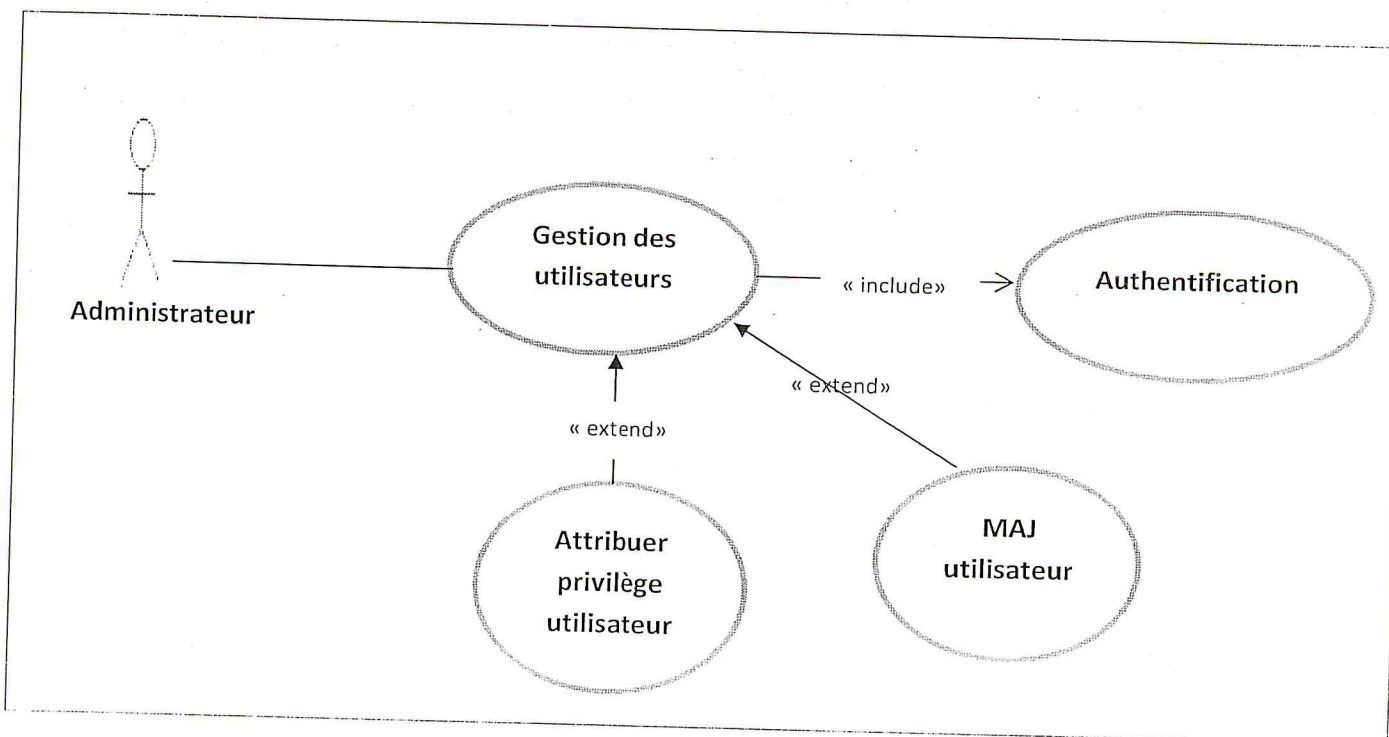 Gestion des
utilisateurs
« include»
Authentification
Administrateur
« extend»
« extend»
Attribuer
privilège
utilisateur
MAJ
utilisateur